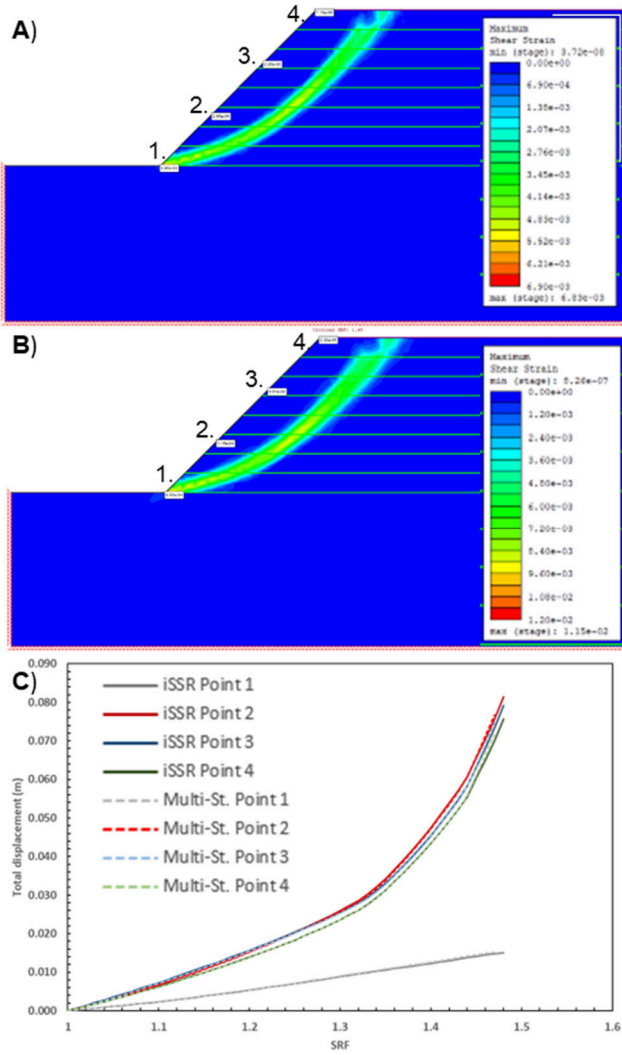 A)
4.
3.
2.
1.
Maximum
Shear Strain
min (stage): 3.72e-08
0.00e+00
6.90e-04
1.38e-03
2.07e-03
2.76e-03
3.45e-03
4.14e-03
4.83e-03
5.52e-03
6.21e-03
6.90e-03
max (stage): 6.83e-03
B)
4.
3.
2.
1.
Maximum
Shear Strain
min (stage): 8.26e-07
0.00e+00
1.20e-03
2.40e-03
3.60e-03
4.80e-03
6.00e-03
7.20e-03
8.40e-03
9.60e-03
1.08e-02
1.20e-02
max (stage): 1.15e-02
C)
0.090
0.080
0.070
0.060
0.050
0.040
0.030
0.020
0.010
0.000
Total displacement (m)
iSSR Point 1
iSSR Point 2
iSSR Point 3
iSSR Point 4
Multi-St. Point 1
Multi-St. Point 2
Multi-St. Point 3
Multi-St. Point 4
1 1.1 1.2 1.3 1.4 1.5 1.6
SRF